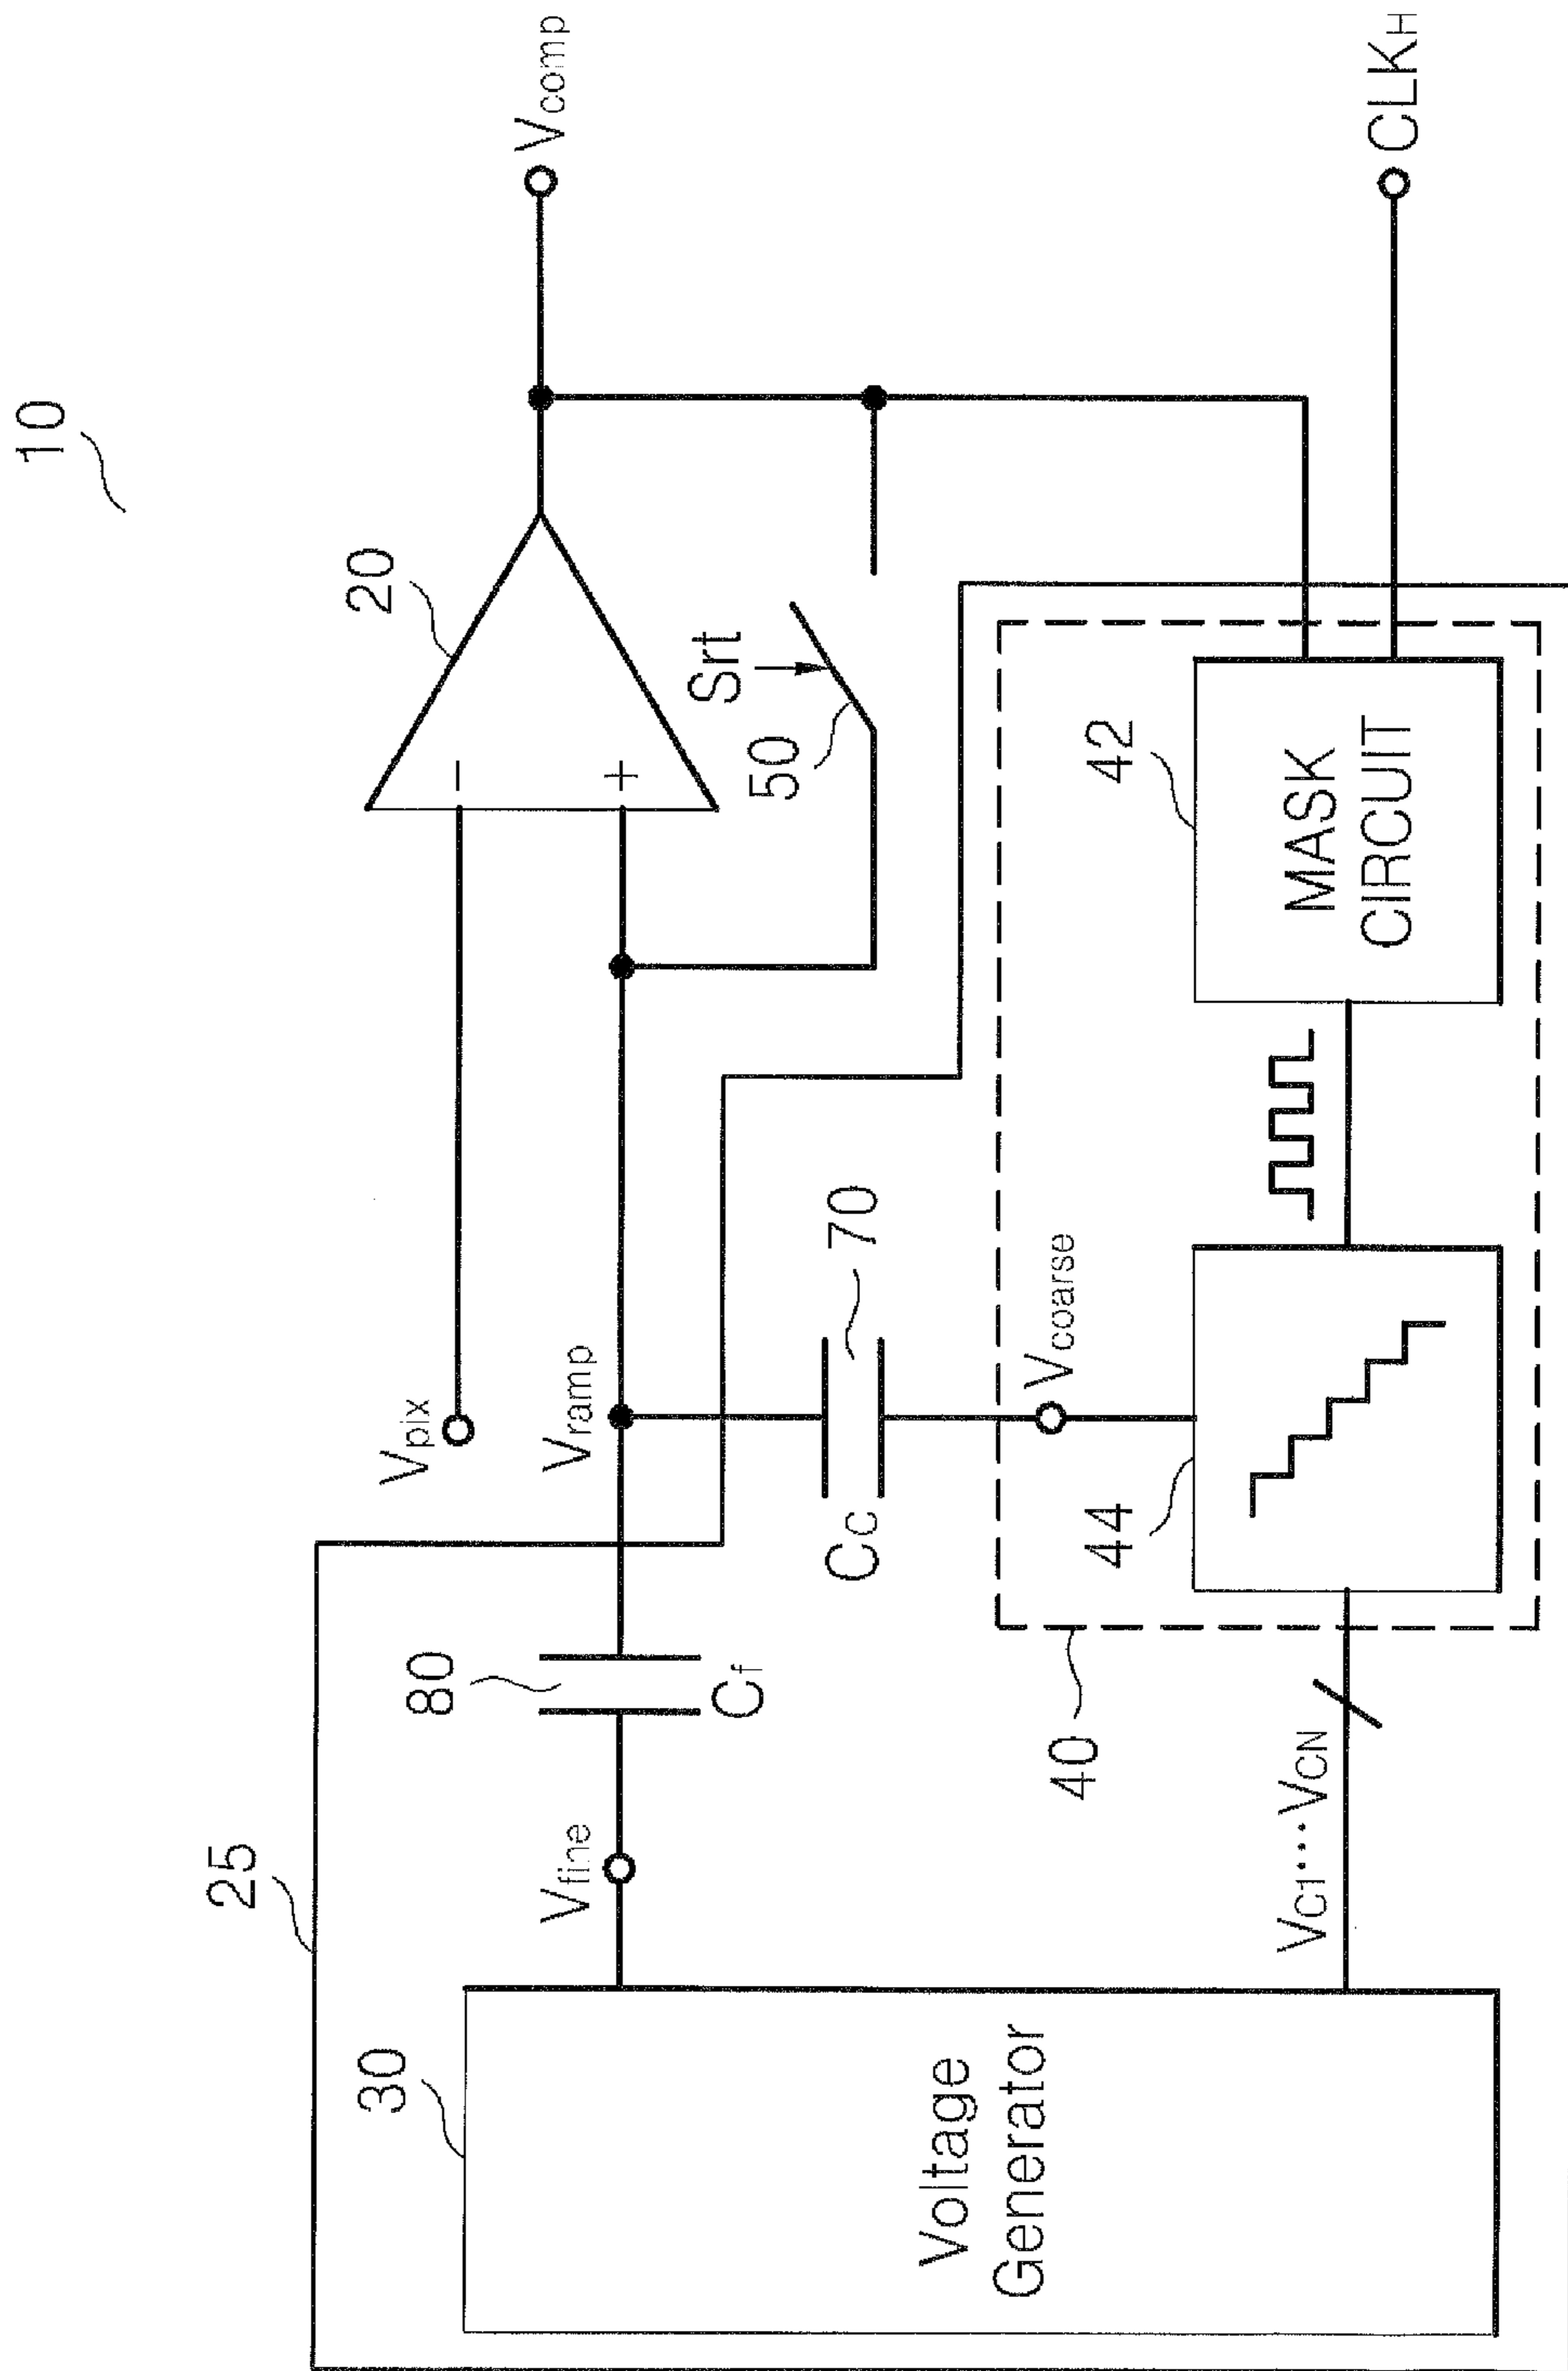 10
20
Vcomp
25
Vpix
Vramp
−
+
Srt
50
30
Vfine
80
Cf
Cc
70
Vcoarse
Voltage
Generator
40
44
42
MASK
CIRCUIT
VC1····VCN
CLKH